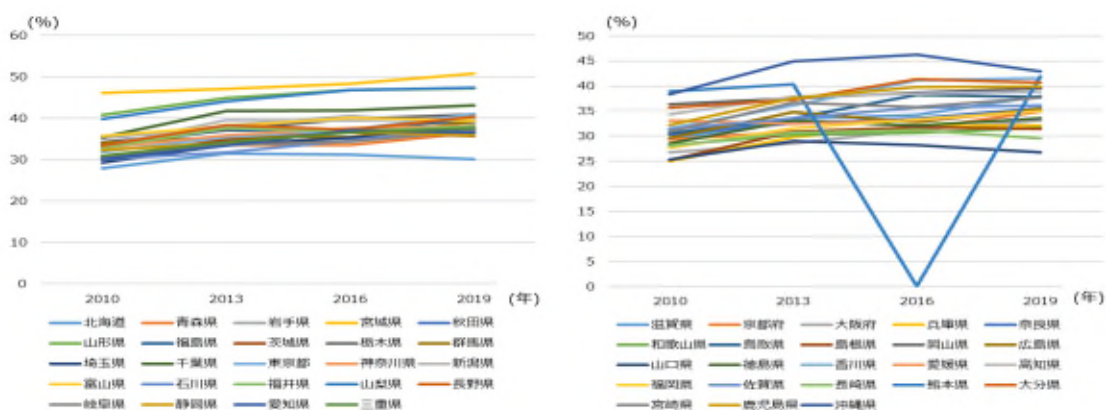 (%)
60
50
40
30
20
10
0
2010 2013 2016 2019 (年)
北海道 青森県 岩手県 宮城県 秋田県
山形県 福島県 茨城県 栃木県 群馬県
埼玉県 千葉県 東京都 神奈川県 新潟県
富山県 石川県 福井県 山梨県 長野県
岐阜県 静岡県 愛知県 三重県
(%)
50
45
40
35
30
25
20
15
10
5
0
2010 2013 2016 2019 (年)
滋賀県 京都府 大阪府 兵庫県 奈良県
和歌山県 鳥取県 島根県 岡山県 広島県
山口県 徳島県 香川県 愛媛県 高知県
福岡県 佐賀県 長崎県 熊本県 大分県
宮崎県 鹿児島県 沖縄県